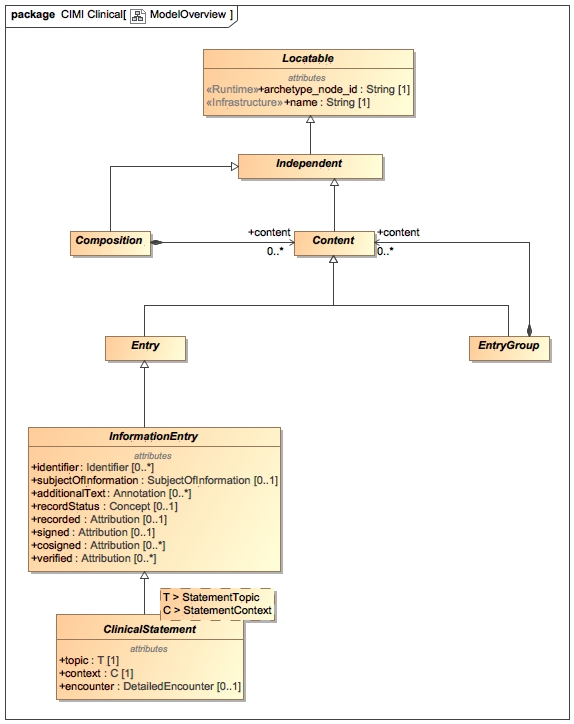 package CIMI Clinical[ ModelOverview ]
Locatable
attributes
«Runtime»+archetype_node_id : String [1]
«Infrastructure»+name : String [1]
Independent
Composition
+content
0..*
Content
+content
0..*
Entry
EntryGroup
InformationEntry
attributes
+identifier : Identifier [0..*]
+subjectOfInformation : SubjectOfInformation [0..1]
+additionalText : Annotation [0..*]
+recordStatus : Concept [0..1]
+recorded : Attribution [0..1]
+signed : Attribution [0..1]
+cosigned : Attribution [0..*]
+verified : Attribution [0..*]
T > StatementTopic
C > StatementContext
ClinicalStatement
attributes
+topic : T [1]
+context : C [1]
+encounter : DetailedEncounter [0..1]